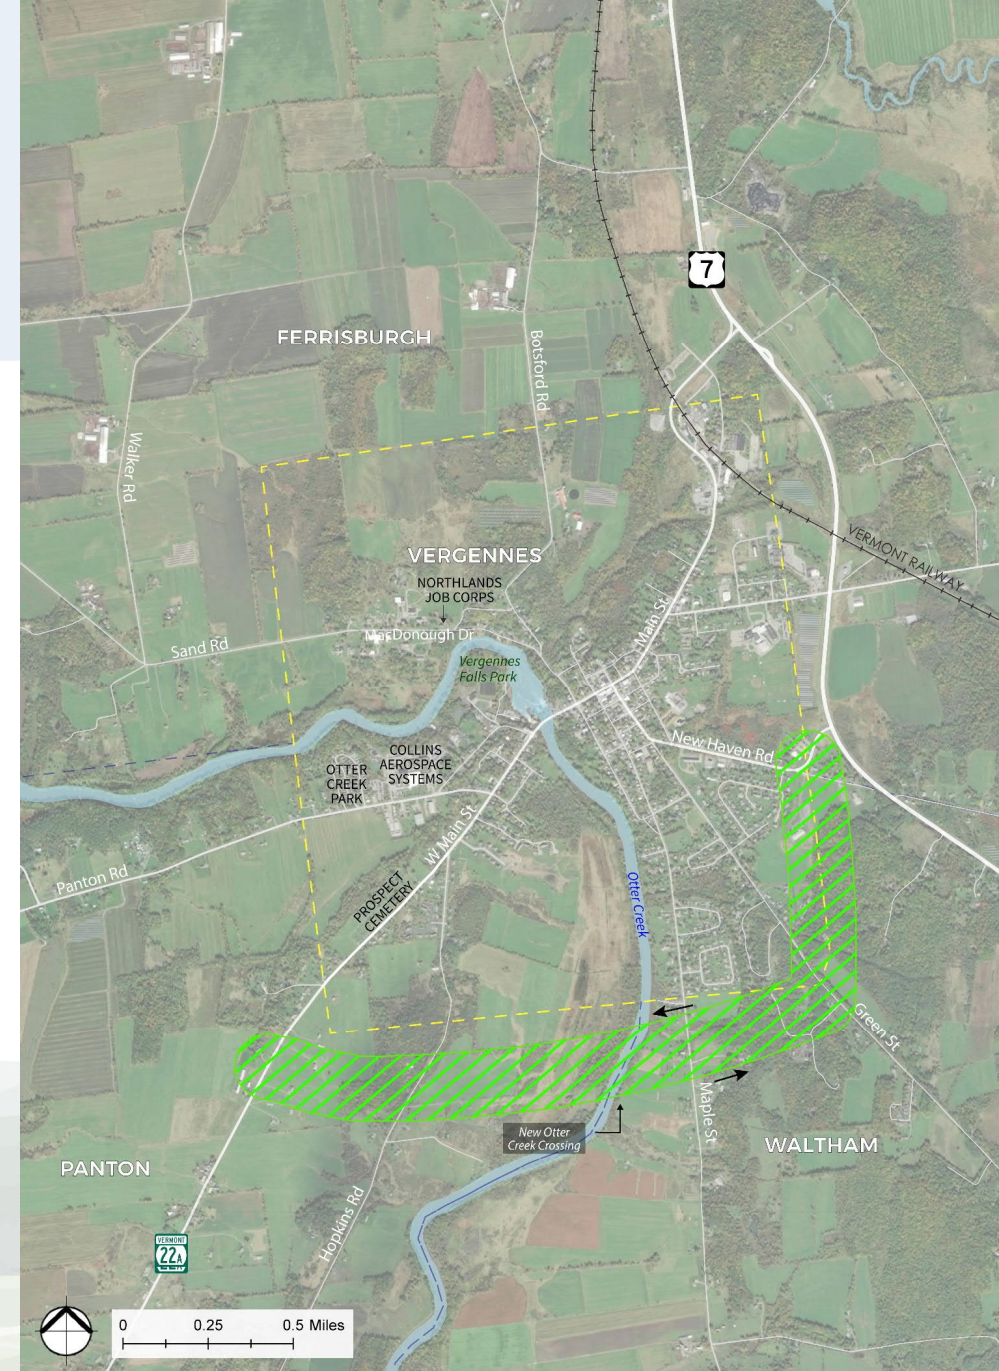 7
FERRISBURGH
Botsford Rd
Walker Rd
VERGENNES
VERMONT RAILWAY
NORTHLANDS
JOB CORPS
Main St
MacDonough Dr
Sand Rd
Vergennes
Falls Park
New Haven Rd
COLLINS
AEROSPACE
SYSTEMS
OTTER
CREEK
PARK
W Main St
Panton Rd
PROSPECT
CEMETERY
Otter Creek
Green St
Maple St
New Otter
Creek Crossing
WALTHAM
PANTON
Hopkins Rd
VERMONT
22A
0 0.25 0.5 Miles